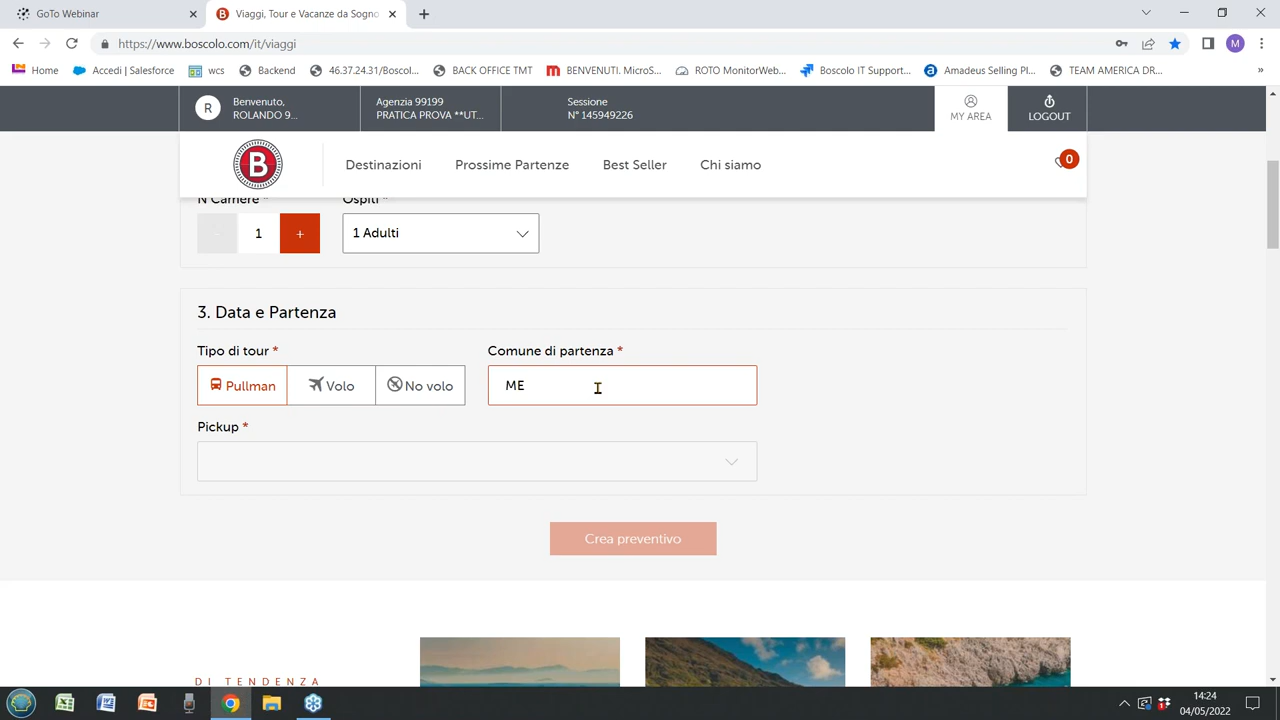 GoTo Webinar
Viaggi, Tour e Vacanze da Sogno
https://www.boscolo.com/it/viaggi
M
Home
Accedi | Salesforce
wcs
Backend
46.37.24.31/Boscol...
BACK OFFICE TMT
BENVENUTI. MicroS...
ROTO MonitorWeb...
Boscolo IT Support...
Amadeus Selling Pl...
TEAM AMERICA DR...
»
R
Benvenuto,
ROLANDO 9...
Agenzia 99199
PRATICA PROVA **UT...
Sessione
N° 145949226
MY AREA
LOGOUT
B
Destinazioni
Prossime Partenze
Best Seller
Chi siamo
0
N Camere *
Ospiti *
1
+
1 Adulti
3. Data e Partenza
Tipo di tour *
Comune di partenza *
Pullman
Volo
No volo
ME
Pickup *
Crea preventivo
DI TENDENZA
14:24
04/05/2022